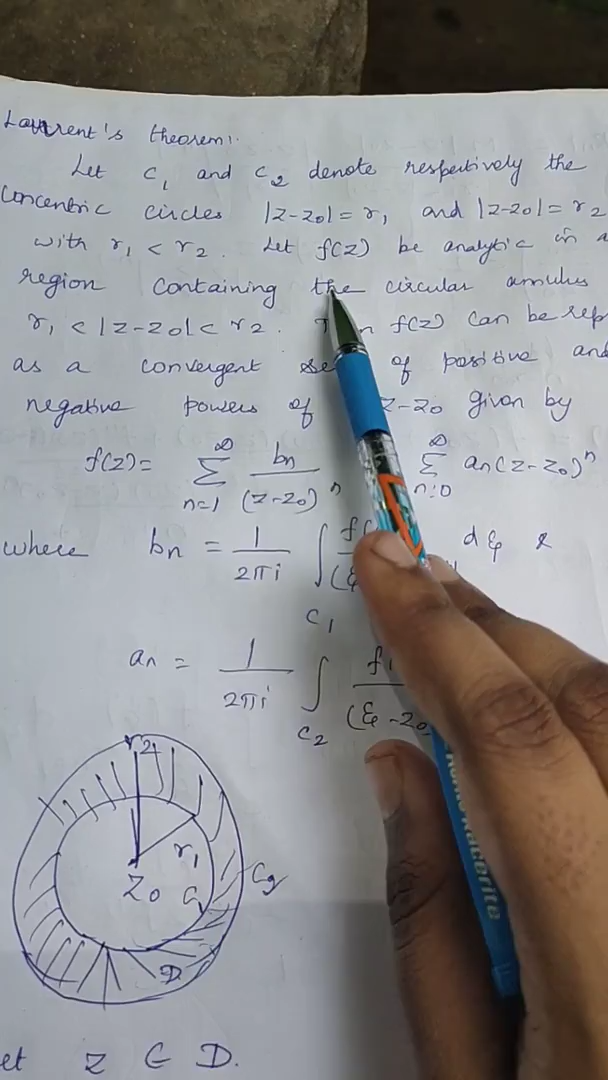 Laurent's theorem:
Let C₁ and C₂ denote respectively the
concentric circles |z-z₀| = r₁ and |z-z₀| = r₂
with r₁ < r₂. Let f(z) be analytic in a
region containing the circular annulus
r₁ < |z-z₀| < r₂. f(z) can be rep
as a convergent of positive and
negative powers of z-z₀ given by
f(z) = ∞∑n=1 bn/(z-z₀)ⁿ ∞∑n=0 an(z-z₀)ⁿ
where bn = 1/2πi ∫C₁ dξ &
an = 1/2πi ∫C₂ (ξ-z₀
r₂
r₁
z₀
C₁
C₂
D
et z ∈ D.